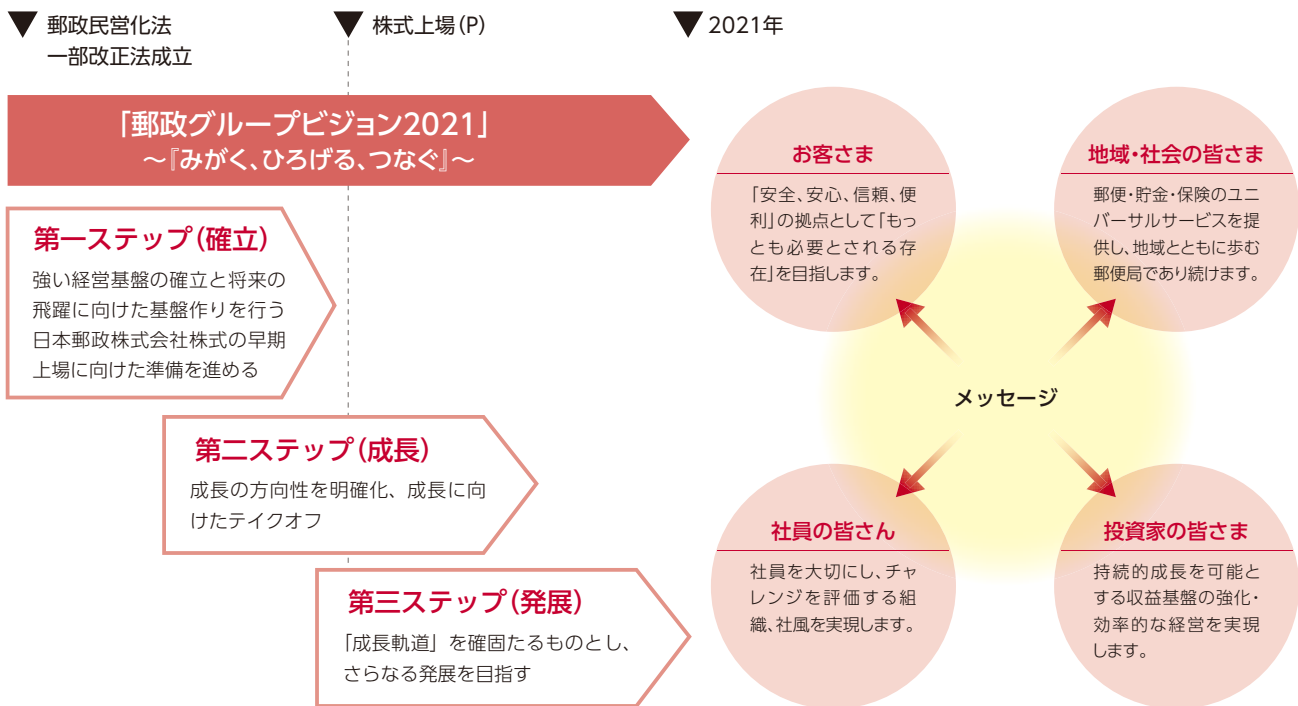 ▼ 郵政民営化法
一部改正法成立
▼ 株式上場(P)
▼ 2021年
「郵政グループビジョン2021」
～『みがく、ひろげる、つなぐ』～
第一ステップ(確立)
強い経営基盤の確立と将来の
飛躍に向けた基盤作りを行う
日本郵政株式会社株式の早期
上場に向けた準備を進める
第二ステップ(成長)
成長の方向性を明確化、成長に向
けたテイクオフ
第三ステップ(発展)
「成長軌道」を確固たるものとし、
さらなる発展を目指す
お客さま
「安全、安心、信頼、便
利」の拠点として「もっ
とも必要とされる存
在」を目指します。
地域・社会の皆さま
郵便・貯金・保険のユニ
バーサルサービスを提
供し、地域とともに歩む
郵便局であり続けます。
メッセージ
社員の皆さん
社員を大切にし、チャ
レンジを評価する組
織、社風を実現します。
投資家の皆さま
持続的成長を可能と
する収益基盤の強化・
効率的な経営を実現
します。